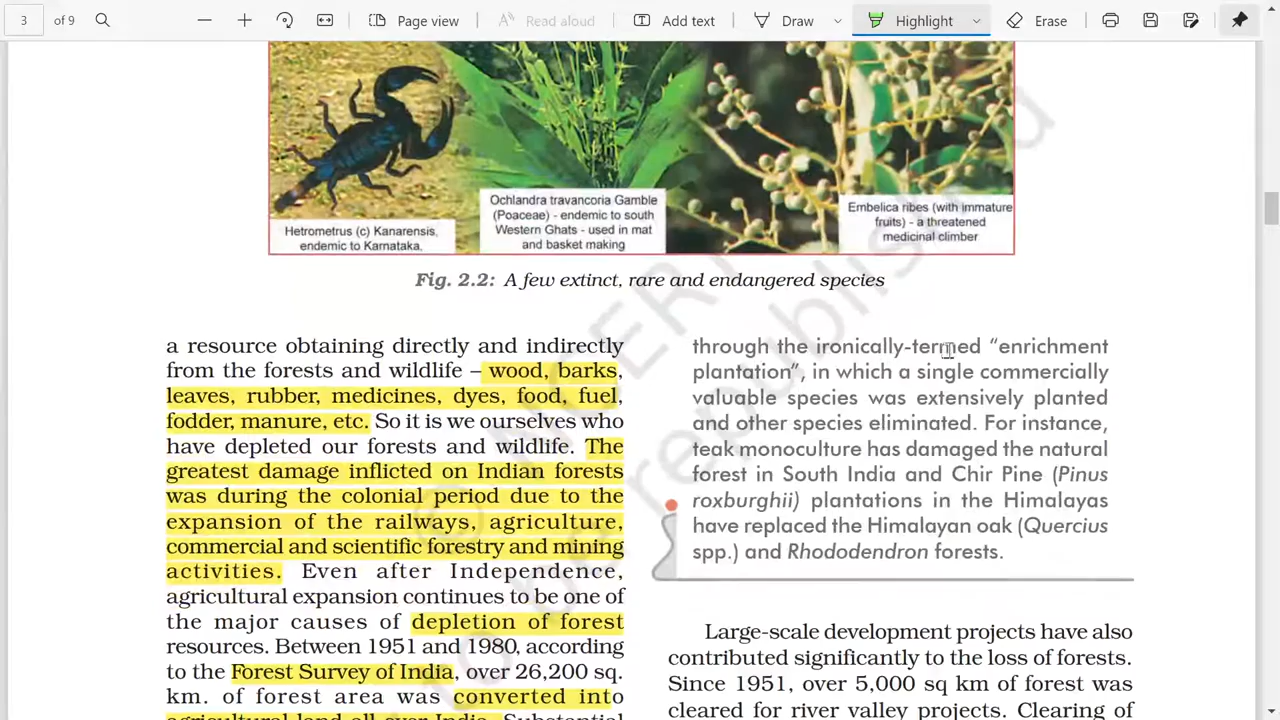 3 of 9 Page view Read aloud Add text Draw Highlight Erase
Hetrometrus (c) Kanarensis,
endemic to Karnataka,
Ochlandra travancoria Gamble
(Poaceae) - endemic to south
Western Ghats - used in mat
and basket making
Embelica ribes (with immature
fruits) - a threatened
medicinal climber
Fig. 2.2: A few extinct, rare and endangered species
a resource obtaining directly and indirectly
from the forests and wildlife – wood, barks,
leaves, rubber, medicines, dyes, food, fuel,
fodder, manure, etc. So it is we ourselves who
have depleted our forests and wildlife. The
greatest damage inflicted on Indian forests
was during the colonial period due to the
expansion of the railways, agriculture,
commercial and scientific forestry and mining
activities. Even after Independence,
agricultural expansion continues to be one of
the major causes of depletion of forest
resources. Between 1951 and 1980, according
to the Forest Survey of India, over 26,200 sq.
km. of forest area was converted into
agricultural land all over India. Substantial
through the ironically-termed “enrichment
plantation”, in which a single commercially
valuable species was extensively planted
and other species eliminated. For instance,
teak monoculture has damaged the natural
forest in South India and Chir Pine (Pinus
roxburghii) plantations in the Himalayas
have replaced the Himalayan oak (Quercius
spp.) and Rhododendron forests.
Large-scale development projects have also
contributed significantly to the loss of forests.
Since 1951, over 5,000 sq km of forest was
cleared for river valley projects. Clearing of
© NCERT
to be republished